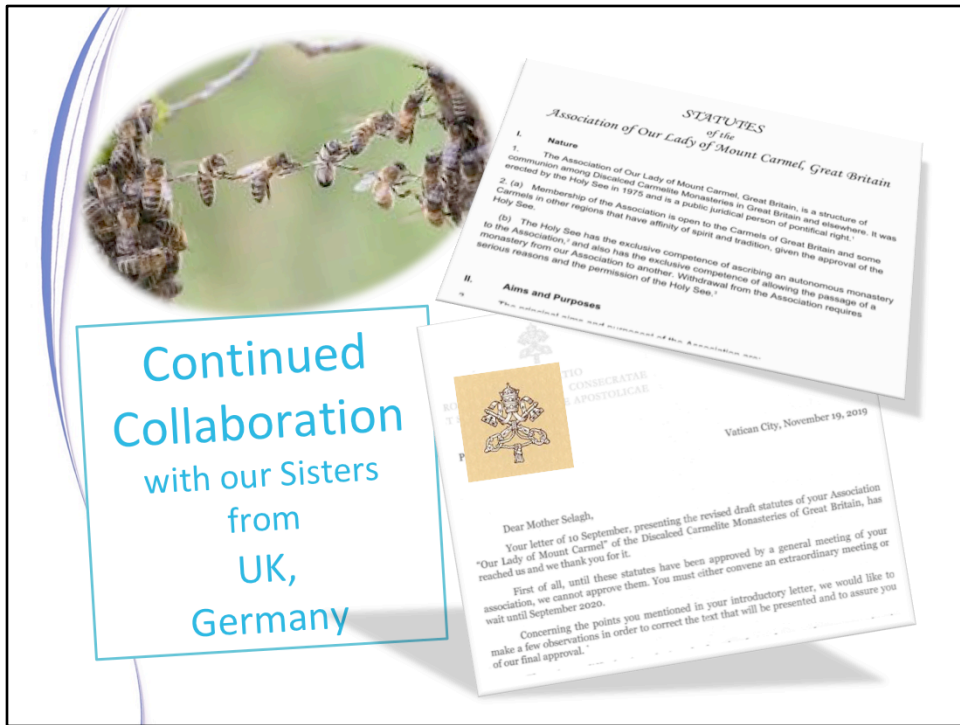 STATUTES
of the
Association of Our Lady of Mount Carmel, Great Britain
I. Nature
1. The Association of Our Lady of Mount Carmel, Great Britain, is a structure of
communion among Discalced Carmelite Monasteries in Great Britain and elsewhere. It was
erected by the Holy See in 1975 and is a public juridical person of pontifical right.¹
2. (a) Membership of the Association is open to the Carmels of Great Britain and some
Carmels in other regions that have affinity of spirit and tradition, given the approval of the
Holy See.
(b) The Holy See has the exclusive competence of ascribing an autonomous monastery
to the Association,² and also has the exclusive competence of allowing the passage of a
monastery from our Association to another. Withdrawal from the Association requires
serious reasons and the permission of the Holy See.³
II. Aims and Purposes
Continued
Collaboration
with our Sisters
from
UK,
Germany
CONSECRATAE
APOSTOLICAE
Vatican City, November 19, 2019
Dear Mother Selagh,
Your letter of 10 September, presenting the revised draft statutes of your Association
"Our Lady of Mount Carmel" of the Discalced Carmelite Monasteries of Great Britain, has
reached us and we thank you for it.
First of all, until these statutes have been approved by a general meeting of your
association, we cannot approve them. You must either convene an extraordinary meeting or
wait until September 2020.
Concerning the points you mentioned in your introductory letter, we would like to
make a few observations in order to correct the text that will be presented and to assure you
of our final approval.